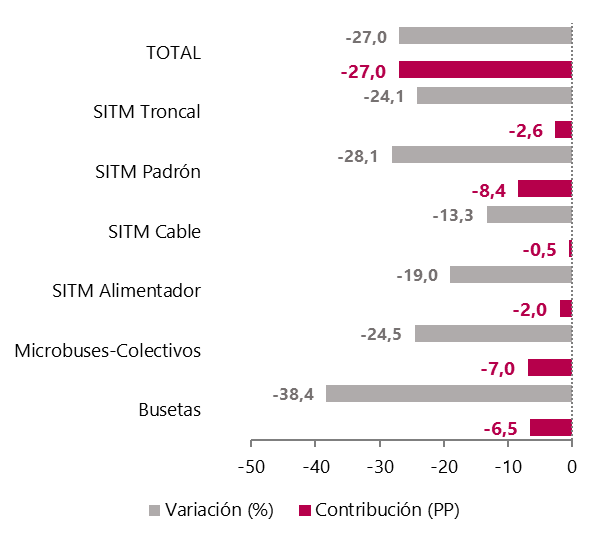 TOTAL
-27,0
-27,0
SITM Troncal
-24,1
-2,6
SITM Padrón
-28,1
-8,4
SITM Cable
-13,3
-0,5
SITM Alimentador
-19,0
-2,0
Microbuses-Colectivos
-24,5
-7,0
Busetas
-38,4
-6,5
-50 -40 -30 -20 -10 0
Variación (%) Contribución (PP)